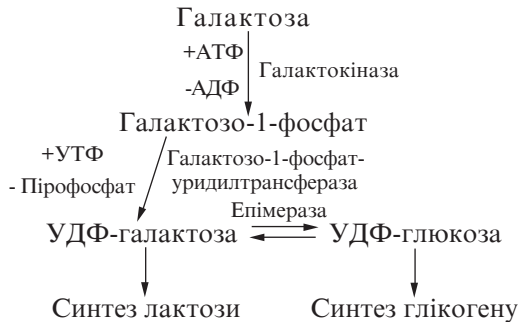 Галактоза
+АТФ
Галактокіназа
-АДФ
Галактозо-1-фосфат
+УТФ
Галактозо-1-фосфат-
- Пірофосфат
уридилтрансфераза
Епімераза
УДФ-галактоза
УДФ-глюкоза
Синтез лактози
Синтез глікогену